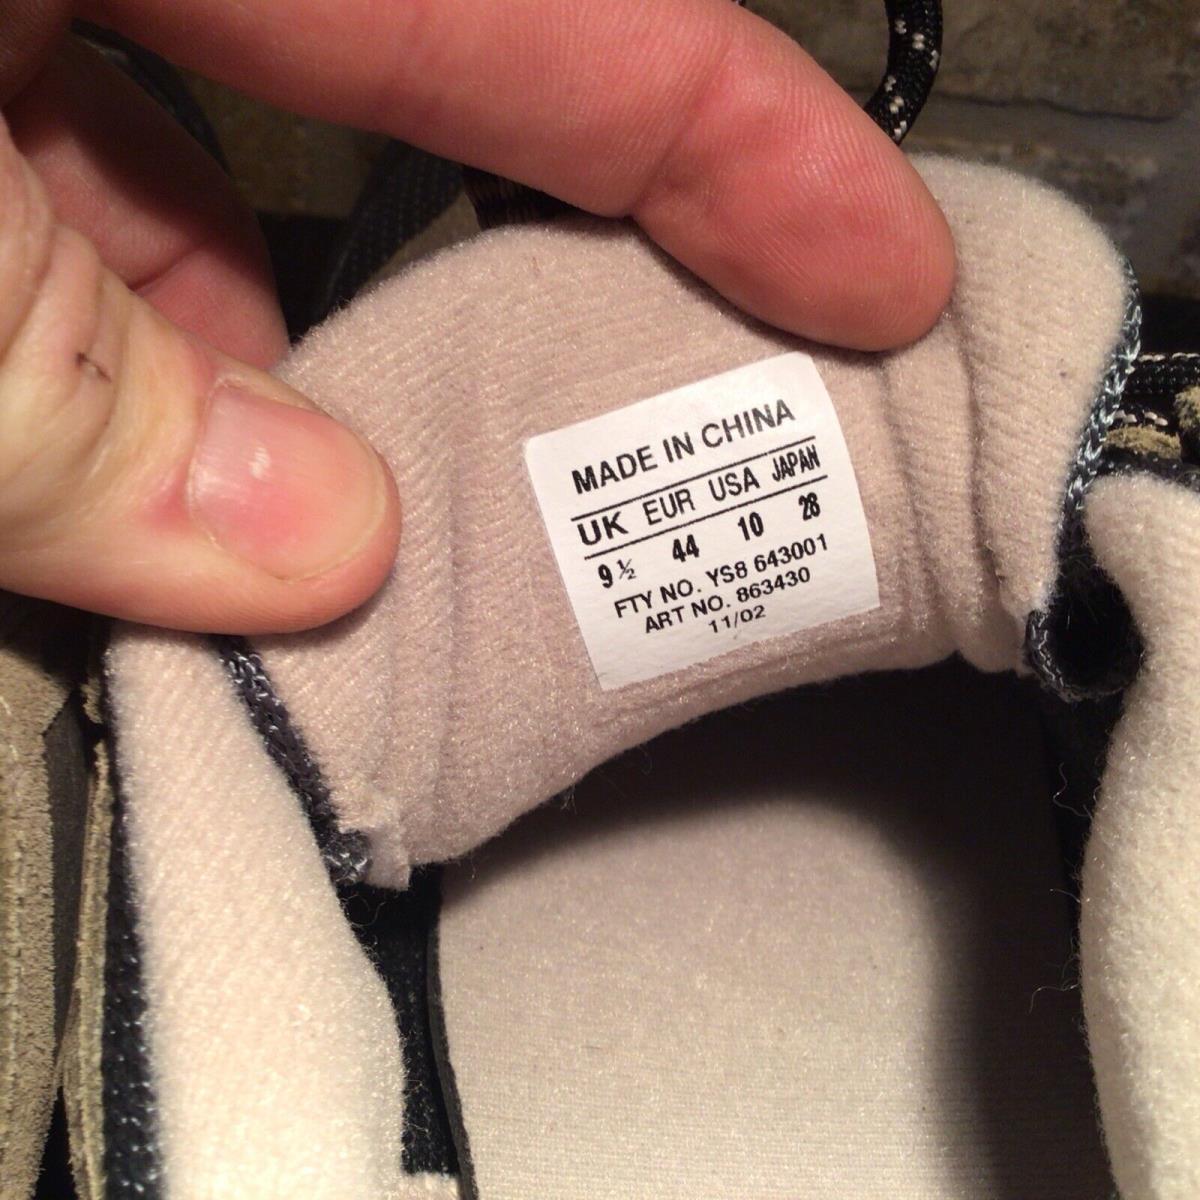 MADE IN CHINA
UK EUR USA JAPAN
9 ½ 44 10 28
FTY NO. YS8 643001
ART NO. 863430
11/02